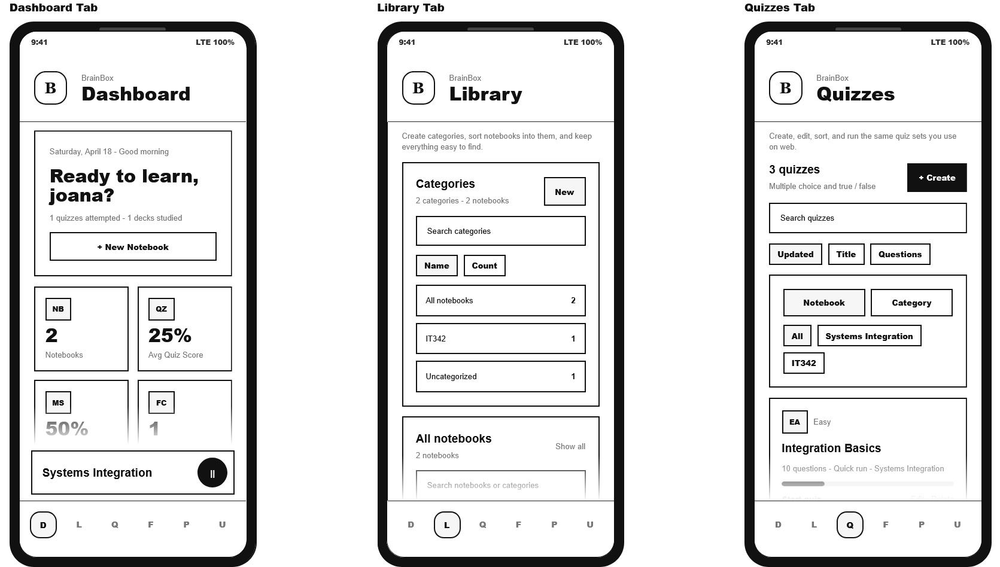 Dashboard Tab
9:41
LTE 100%
B
BrainBox
Dashboard
Saturday, April 18 - Good morning
Ready to learn,
joana?
1 quizzes attempted - 1 decks studied
+ New Notebook
NB
2
Notebooks
QZ
25%
Avg Quiz Score
MS
50%
FC
1
Systems Integration
||
D L Q F P U
Library Tab
9:41
LTE 100%
B
BrainBox
Library
Create categories, sort notebooks into them, and keep
everything easy to find.
Categories
2 categories - 2 notebooks
New
Search categories
Name
Count
All notebooks 2
IT342 1
Uncategorized 1
All notebooks
2 notebooks
Show all
Search notebooks or categories
D L Q F P U
Quizzes Tab
9:41
LTE 100%
B
BrainBox
Quizzes
Create, edit, sort, and run the same quiz sets you use
on web.
3 quizzes
Multiple choice and true / false
+ Create
Search quizzes
Updated
Title
Questions
Notebook
Category
All
Systems Integration
IT342
EA
Easy
Integration Basics
10 questions - Quick run - Systems Integration
Start quiz
D L Q F P U